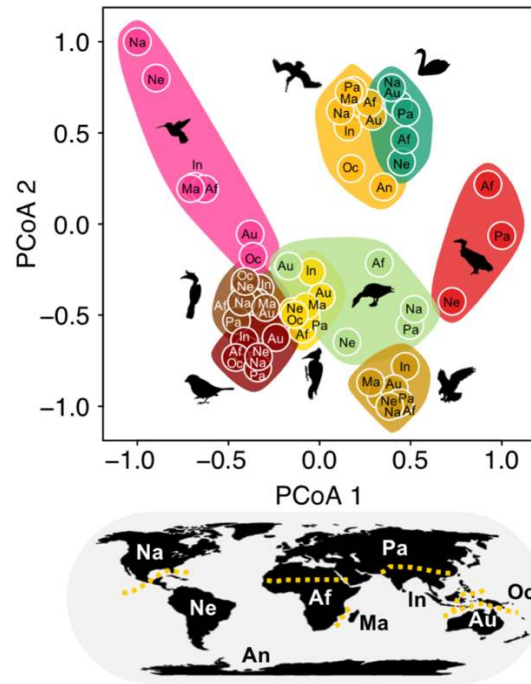 1.0
0.5
0.0
−0.5
−1.0
PCoA 2
−1.0 −0.5 0.0 0.5 1.0
PCoA 1
Na
Ne
In
Ma Af
Au
Oc
Pa
Ma
Na
In
Af
Au
Oc
An
Na
Au
Pa
Af
Ne
Af
Pa
Ne
Au
Af
Na
Pa
Ne
In
Au
Ma
Ne
Oc
Pa
Af
Oc
Ne In
Na Ma
Af Au
Pa
In Au
Af Ne
Oc Na
Pa
In
Ma Au
Ne Pa
Na Af
Na
Pa
Ne
Af
In
Oc
Ma
Au
An